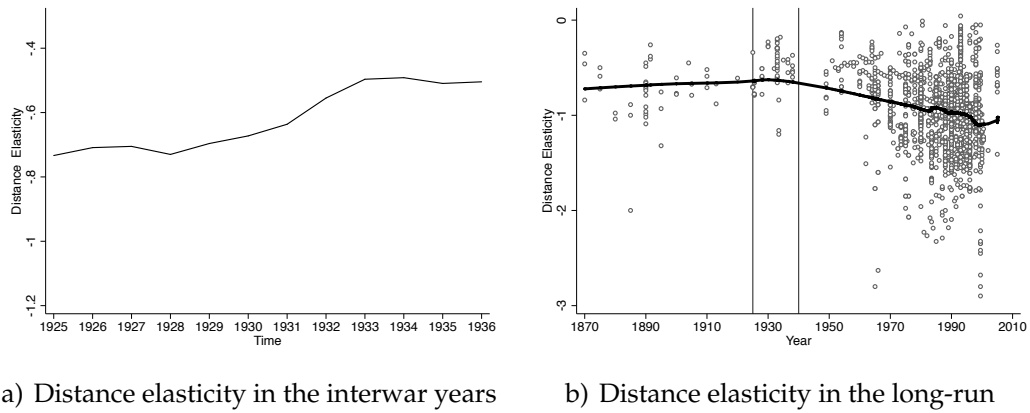 -.4
-.6
-.8
-1
-1.2
Distance Elasticity
1925 1926 1927 1928 1929 1930 1931 1932 1933 1934 1935 1936
Time
0
-1
-2
-3
Distance Elasticity
1870 1890 1910 1930 1950 1970 1990 2010
Year
a) Distance elasticity in the interwar years
b) Distance elasticity in the long-run